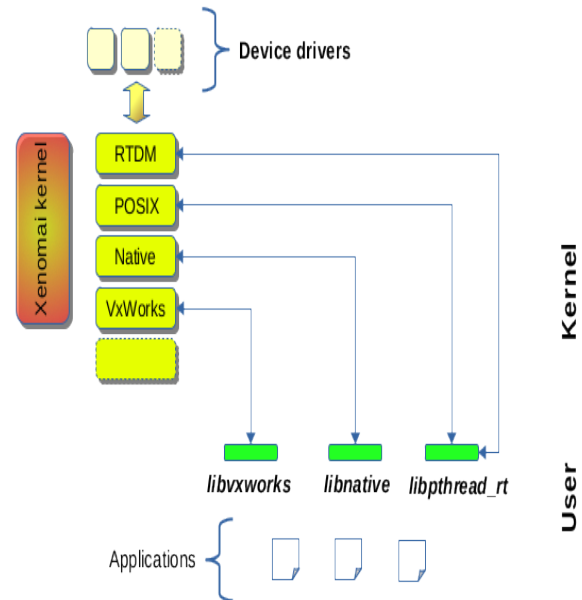 Device drivers
Xenomai kernel
RTDM
POSIX
Native
VxWorks
Kernel
libvxworks
libnative
libpthread_rt
User
Applications